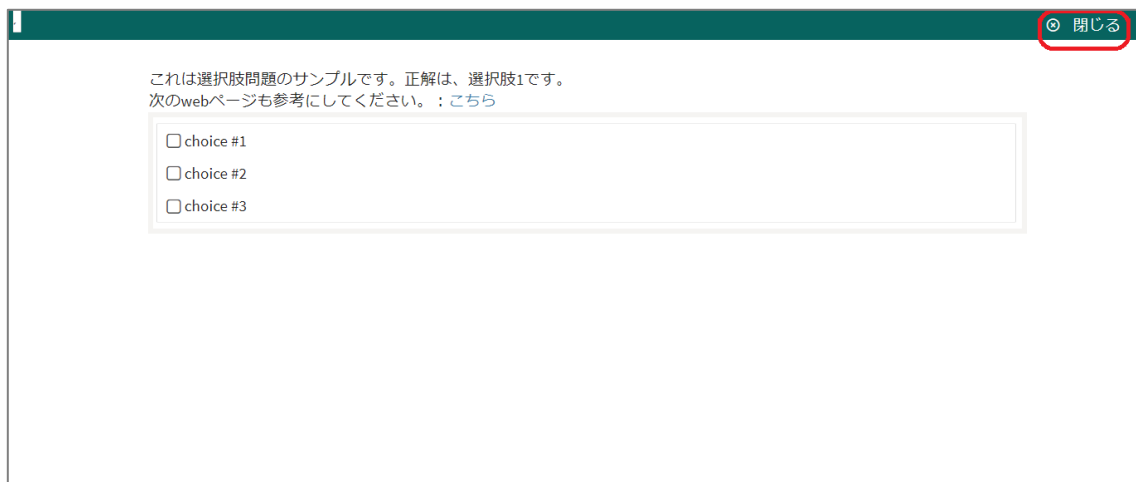 閉じる
これは選択肢問題のサンプルです。正解は、選択肢1です。
次のwebページも参考にしてください。：こちら
choice #1
choice #2
choice #3